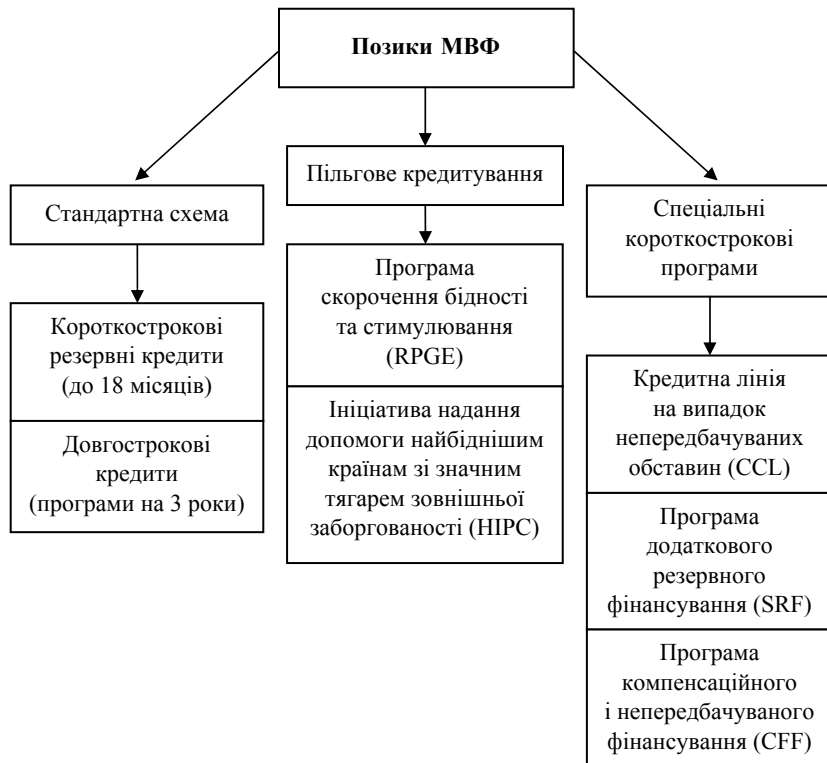 Позики МВФ
Стандартна схема
Короткострокові
резервні кредити
(до 18 місяців)
Довгострокові
кредити
(програми на 3 роки)
Пільгове кредитування
Програма
скорочення бідності
та стимулювання
(RPGE)
Ініціатива надання
допомоги найбіднішим
країнам зі значним
тягарем зовнішньої
заборгованості (HIPC)
Спеціальні
короткострокові
програми
Кредитна лінія
на випадок
непередбачуваних
обставин (CCL)
Програма
додаткового
резервного
фінансування (SRF)
Програма
компенсаційного
і непередбачуваного
фінансування (CFF)